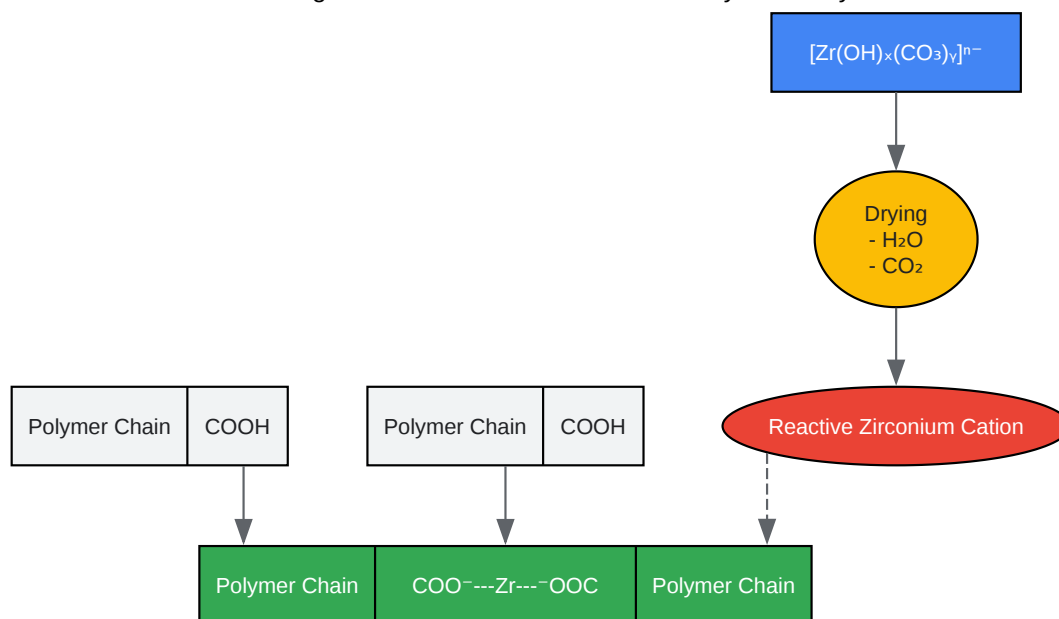 [Zr(OH)ₓ(CO₃)ᵧ]ⁿ⁻
Drying
- H₂O
- CO₂
Polymer Chain COOH Polymer Chain COOH Reactive Zirconium Cation
Polymer Chain COO⁻---Zr---⁻OOC Polymer Chain